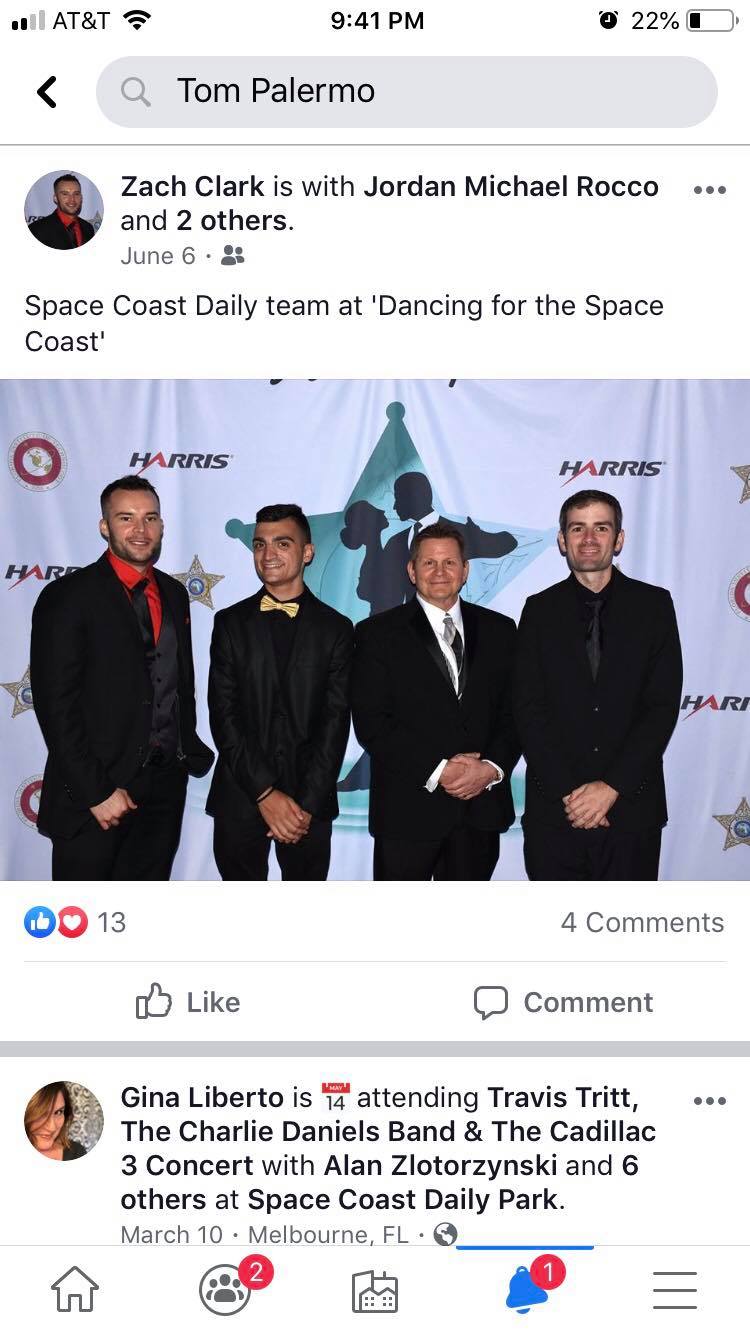 AT&T
9:41 PM
22%
Tom Palermo
Zach Clark is with Jordan Michael Rocco
and 2 others.
June 6 ·
Space Coast Daily team at 'Dancing for the Space
Coast'
HARRIS
HARRIS
HARR
HARR
13
4 Comments
Like
Comment
Gina Liberto is MAY 14 attending Travis Tritt,
The Charlie Daniels Band & The Cadillac
3 Concert with Alan Zlotorzynski and 6
others at Space Coast Daily Park.
March 10 · Melbourne, FL ·
2
1